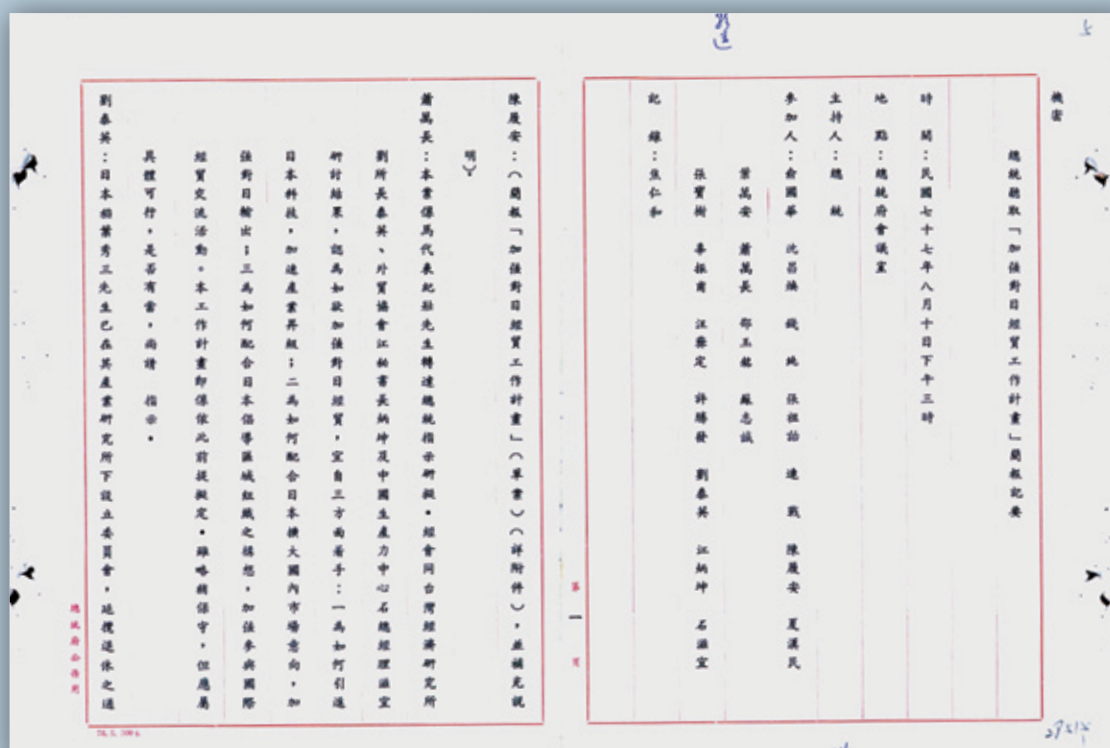 機密
總統聽取「加強對日經貿工作計畫」簡報記要
時　間：民國七十七年八月十日下午三時
地　點：總統府會議室
主持人：總　統
參加人：俞國華　沈昌煥　錢　純　張祖詒　連　戰　陳履安　夏漢民
葉萬安　蕭萬長　邵玉銘　蘇志誠
張寶樹　辜振甫　汪彝定　許勝發　劉泰英　江炳坤　石滋宜
記　錄：焦仁和
第一頁
陳履安：（簡報「加強對日經貿工作計畫」（草案）（詳附件），並補充說
明）。
蕭萬長：本案係馬代表紀壯先生轉達總統指示研擬。經會同台灣經濟研究所
劉所長泰英、外貿協會江秘書長炳坤及中國生產力中心石總經理滋宜
研討結果，認為如欲加強對日經貿，宜自三方面着手：一為如何引進
日本科技，加速產業昇級；二為如何配合日本擴大國內市場意向，加
強對日輸出；三為如何配合日本倡導區域組織之構想，加強參與國際
經貿交流活動。本工作計畫即係依此前提擬定。雖略稍保守，但應屬
具體可行，是否有當，尚請　指示。
劉泰英：日本稻葉秀三先生已在其產業研究所下設立委員會，延攬退休之通
總統府公務用